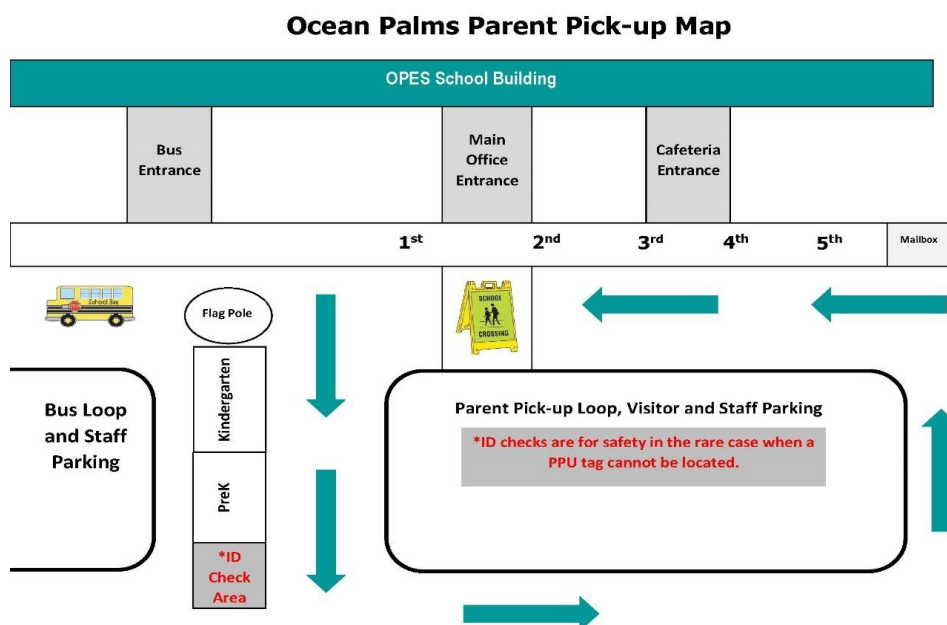 Ocean Palms Parent Pick-up Map
OPES School Building
Bus
Entrance
Main
Office
Entrance
Cafeteria
Entrance
1st
2nd
3rd
4th
5th
Mailbox
School Bus
Flag Pole
SCHOOL
CROSSING
Kindergarten
PreK
*ID
Check
Area
Bus Loop
and Staff
Parking
Parent Pick-up Loop, Visitor and Staff Parking
*ID checks are for safety in the rare case when a
PPU tag cannot be located.